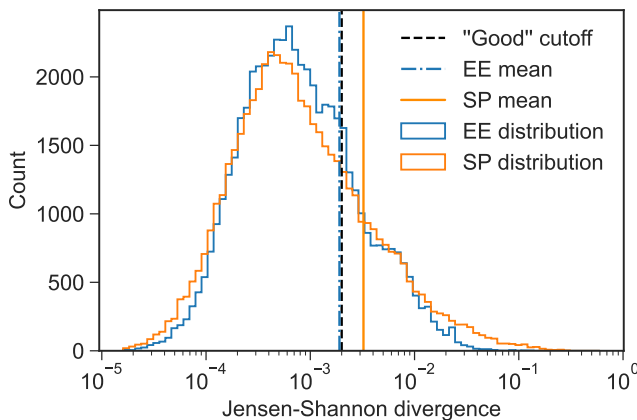 "Good" cutoff
EE mean
SP mean
EE distribution
SP distribution
Count
2000
1500
1000
500
0
10⁻⁵
10⁻⁴
10⁻³
10⁻²
10⁻¹
10⁰
Jensen-Shannon divergence